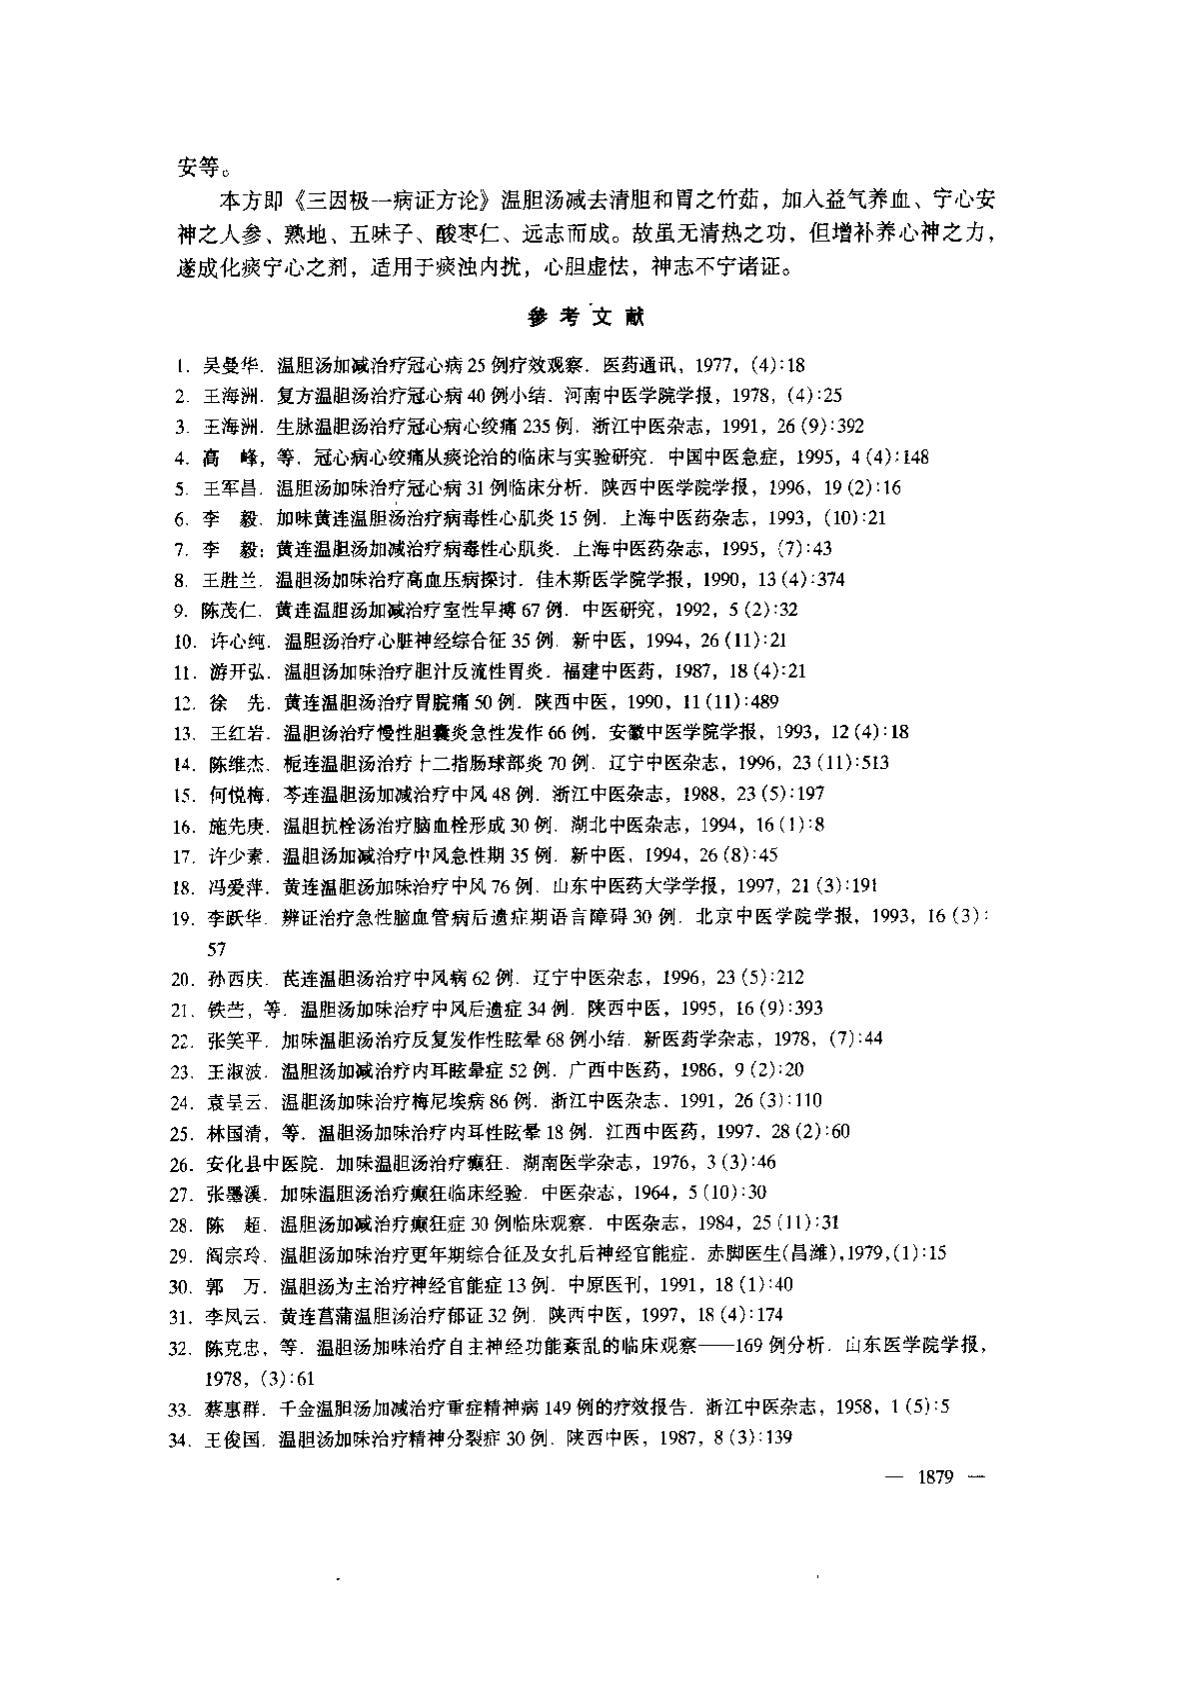 安等。
本方即《三因极一病证方论》温胆汤减去清胆和胃之竹茹，加入益气养血、宁心安
神之人参、熟地、五味子、酸枣仁、远志而成。故虽无清热之功，但增补养心神之力，
遂成化痰宁心之剂，适用于痰浊内扰，心胆虚怯，神志不宁诸证。
参考文献
1. 吴曼华. 温胆汤加减治疗冠心病25例疗效观察. 医药通讯，1977，(4):18
2. 王海洲. 复方温胆汤治疗冠心病40例小结. 河南中医学院学报，1978，(4):25
3. 王海洲. 生脉温胆汤治疗冠心病心绞痛235例. 浙江中医杂志，1991，26(9):392
4. 高　峰，等. 冠心病心绞痛从痰论治的临床与实验研究. 中国中医急症，1995，4(4):148
5. 王军昌. 温胆汤加味治疗冠心病31例临床分析. 陕西中医学院学报，1996，19(2):16
6. 李　毅. 加味黄连温胆汤治疗病毒性心肌炎15例. 上海中医药杂志，1993，(10):21
7. 李　毅; 黄连温胆汤加减治疗病毒性心肌炎. 上海中医药杂志，1995，(7):43
8. 王胜兰. 温胆汤加味治疗高血压病探讨. 佳木斯医学院学报，1990，13(4):374
9. 陈茂仁. 黄连温胆汤加减治疗室性早搏67例. 中医研究，1992，5(2):32
10. 许心纯. 温胆汤治疗心脏神经综合征35例. 新中医，1994，26(11):21
11. 游开弘. 温胆汤加味治疗胆汁反流性胃炎. 福建中医药，1987，18(4):21
12. 徐　先. 黄连温胆汤治疗胃脘痛50例. 陕西中医，1990，11(11):489
13. 王红岩. 温胆汤治疗慢性胆囊炎急性发作66例. 安徽中医学院学报，1993，12(4):18
14. 陈维杰. 栀连温胆汤治疗十二指肠球部炎70例. 辽宁中医杂志，1996，23(11):513
15. 何悦梅. 芩连温胆汤加减治疗中风48例. 浙江中医杂志，1988，23(5):197
16. 施先庚. 温胆抗栓汤治疗脑血栓形成30例. 湖北中医杂志，1994，16(1):8
17. 许少素. 温胆汤加减治疗中风急性期35例. 新中医，1994，26(8):45
18. 冯爱萍. 黄连温胆汤加味治疗中风76例. 山东中医药大学学报，1997，21(3):191
19. 李跃华. 辨证治疗急性脑血管病后遗症期语言障碍30例. 北京中医学院学报，1993，16(3):
57
20. 孙西庆. 芪连温胆汤治疗中风病62例. 辽宁中医杂志，1996，23(5):212
21. 铁，等. 温胆汤加味治疗中风后遗症34例. 陕西中医，1995，16(9):393
22. 张笑平. 加味温胆汤治疗反复发作性眩晕68例小结. 新医药学杂志，1978，(7):44
23. 王淑波. 温胆汤加减治疗内耳眩晕症52例. 广西中医药，1986，9(2):20
24. 袁呈云. 温胆汤加味治疗梅尼埃病86例. 浙江中医杂志. 1991，26(3):110
25. 林国清，等. 温胆汤加味治疗内耳性眩晕18例. 江西中医药，1997. 28(2):60
26. 安化县中医院. 加味温胆汤治疗癫狂. 湖南医学杂志，1976，3(3):46
27. 张墨溪. 加味温胆汤治疗癫狂临床经验. 中医杂志，1964，5(10):30
28. 陈　超. 温胆汤加减治疗癫狂症30例临床观察. 中医杂志，1984，25(11):31
29. 阎宗玲. 温胆汤加味治疗更年期综合征及女扎后神经官能症. 赤脚医生(昌潍),1979,(1):15
30. 郭　万. 温胆汤为主治疗神经官能症13例. 中原医刊，1991，18(1):40
31. 李凤云. 黄连菖蒲温胆汤治疗郁证32例. 陕西中医，1997，18(4):174
32. 陈克忠，等. 温胆汤加味治疗自主神经功能紊乱的临床观察——169例分析. 山东医学院学报，
1978，(3):61
33. 蔡惠群. 千金温胆汤加减治疗重症精神病149例的疗效报告. 浙江中医杂志，1958，1(5):5
34. 王俊国. 温胆汤加味治疗精神分裂症30例. 陕西中医，1987，8(3):139
— 1879 —